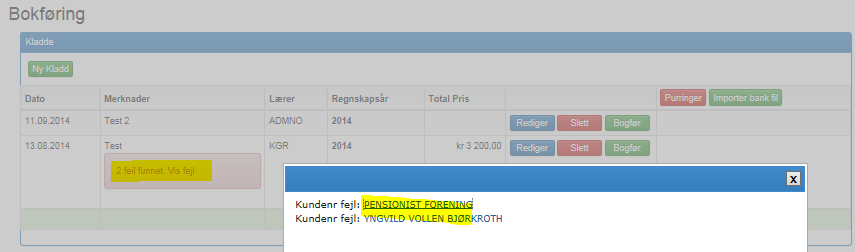 Bokføring
Kladde
Ny Kladd
Purringer Importer bank fil
Dato Merknader Lærer Regnskapsår Total Pris
11.09.2014 Test 2 ADMNO 2014 Rediger Slett Bogfør
13.08.2014 Test KGR 2014 kr 3 200,00 Rediger Slett Bogfør
2 feil funnet. Vis fejl
X
Kundenr fejl: PENSIONIST FORENING
Kundenr fejl: YNGVILD VOLLEN BJØRKROTH